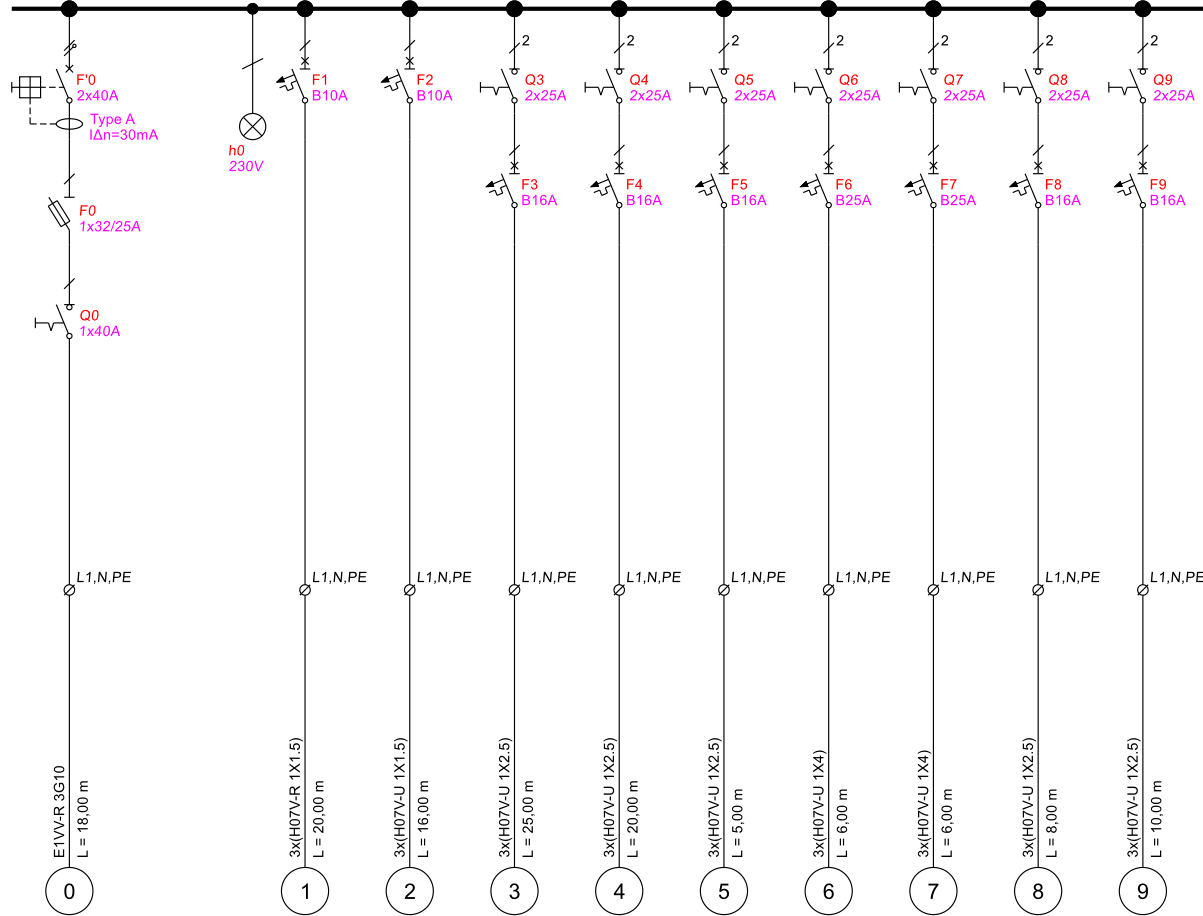 2
2
2
2
2
2
2
F'0
2x40A
Type A
IΔn=30mA
F0
1x32/25A
Q0
1x40A
h0
230V
F1
B10A
F2
B10A
Q3
2x25A
F3
B16A
Q4
2x25A
F4
B16A
Q5
2x25A
F5
B16A
Q6
2x25A
F6
B25A
Q7
2x25A
F7
B25A
Q8
2x25A
F8
B16A
Q9
2x25A
F9
B16A
L1,N,PE
L1,N,PE
L1,N,PE
L1,N,PE
L1,N,PE
L1,N,PE
L1,N,PE
L1,N,PE
L1,N,PE
L1,N,PE
E1VV-R 3G10
L = 18,00 m
3x(H07V-R 1X1.5)
L = 20,00 m
3x(H07V-U 1X1.5)
L = 16,00 m
3x(H07V-U 1X2.5)
L = 25,00 m
3x(H07V-U 1X2.5)
L = 20,00 m
3x(H07V-U 1X2.5)
L = 5,00 m
3x(H07V-U 1X4)
L = 6,00 m
3x(H07V-U 1X4)
L = 6,00 m
3x(H07V-U 1X2.5)
L = 8,00 m
3x(H07V-U 1X2.5)
L = 10,00 m
0
1
2
3
4
5
6
7
8
9